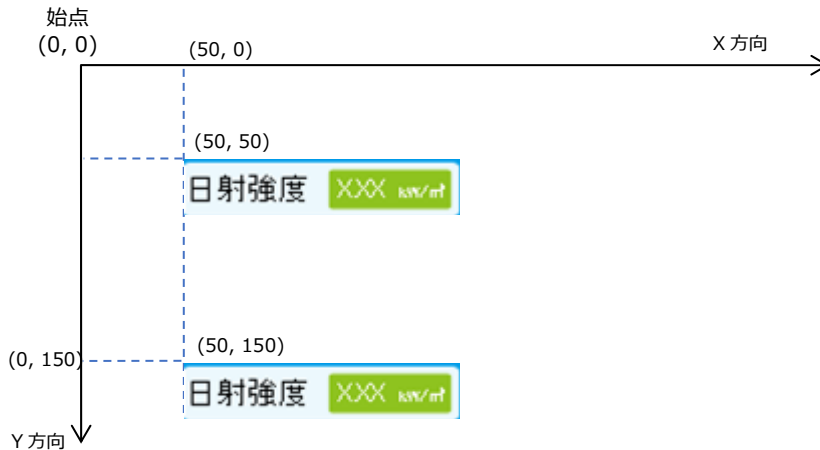 始点
(0, 0)
(50, 0)
X 方向
(50, 50)
日射強度 XXX kW/㎡
(50, 150)
(0, 150)
日射強度 XXX kW/㎡
Y 方向